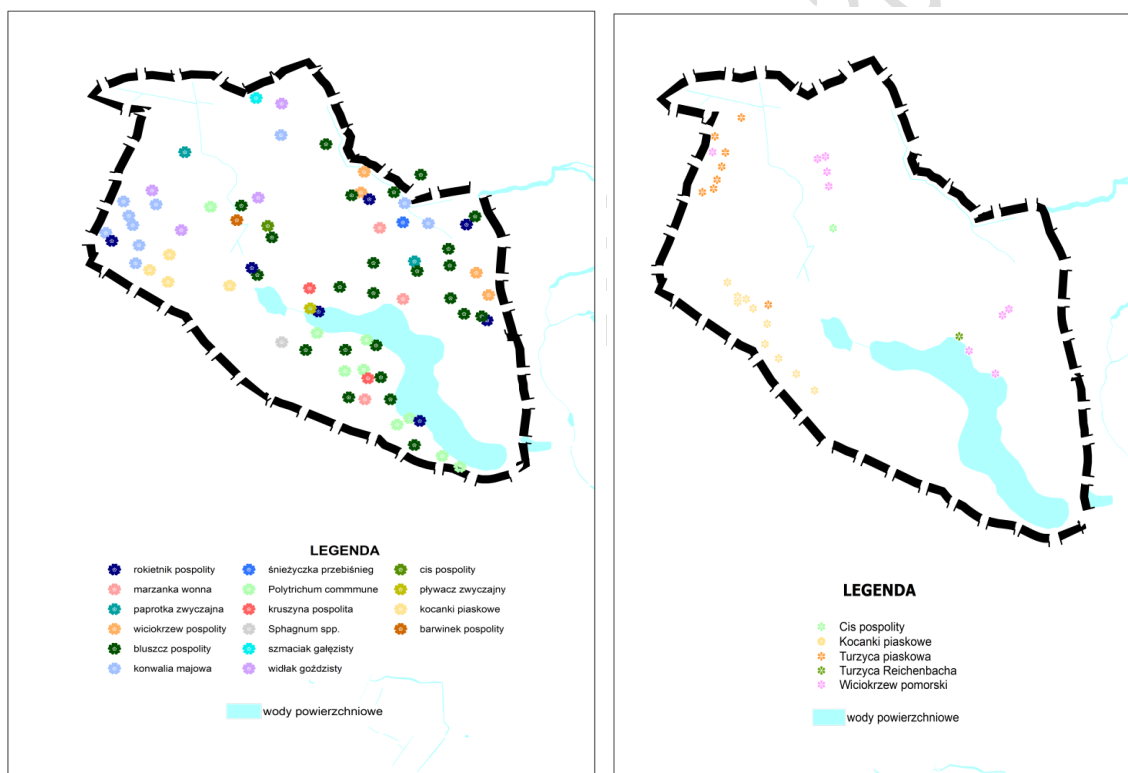 LEGENDA
rokietnik pospolity
marzanka wonna
paprotka zwyczajna
wiciokrzew pospolity
bluszcz pospolity
konwalia majowa
śnieżyczka przebiśnieg
Polytrichum commmune
kruszyna pospolita
Sphagnum spp.
szmaciak gałęzisty
widłak goździsty
cis pospolity
pływacz zwyczajny
kocanki piaskowe
barwinek pospolity
wody powierzchniowe
LEGENDA
Cis pospolity
Kocanki piaskowe
Turzyca piaskowa
Turzyca Reichenbacha
Wiciokrzew pomorski
wody powierzchniowe